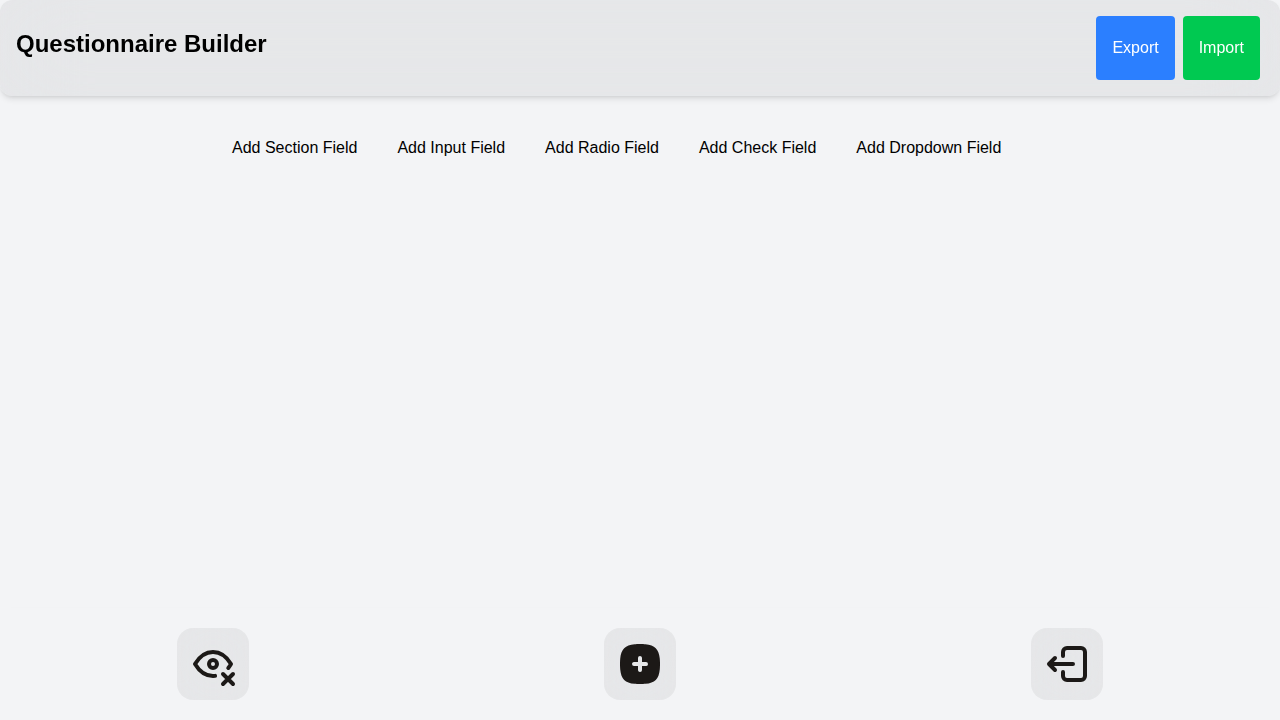 Questionnaire Builder
Export
Import
Add Section Field
Add Input Field
Add Radio Field
Add Check Field
Add Dropdown Field